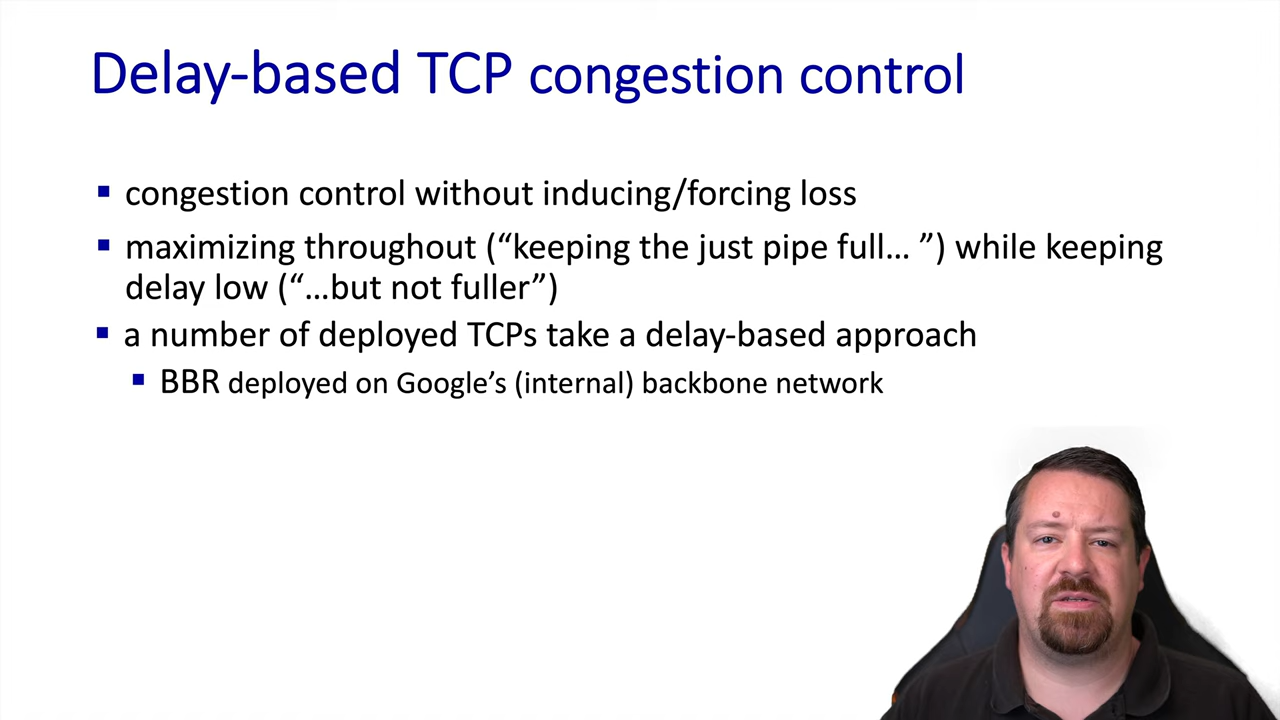 Delay-based TCP congestion control
▪ congestion control without inducing/forcing loss
▪ maximizing throughout (“keeping the just pipe full… ”) while keeping
delay low (“…but not fuller”)
▪ a number of deployed TCPs take a delay-based approach
▪ BBR deployed on Google’s (internal) backbone network